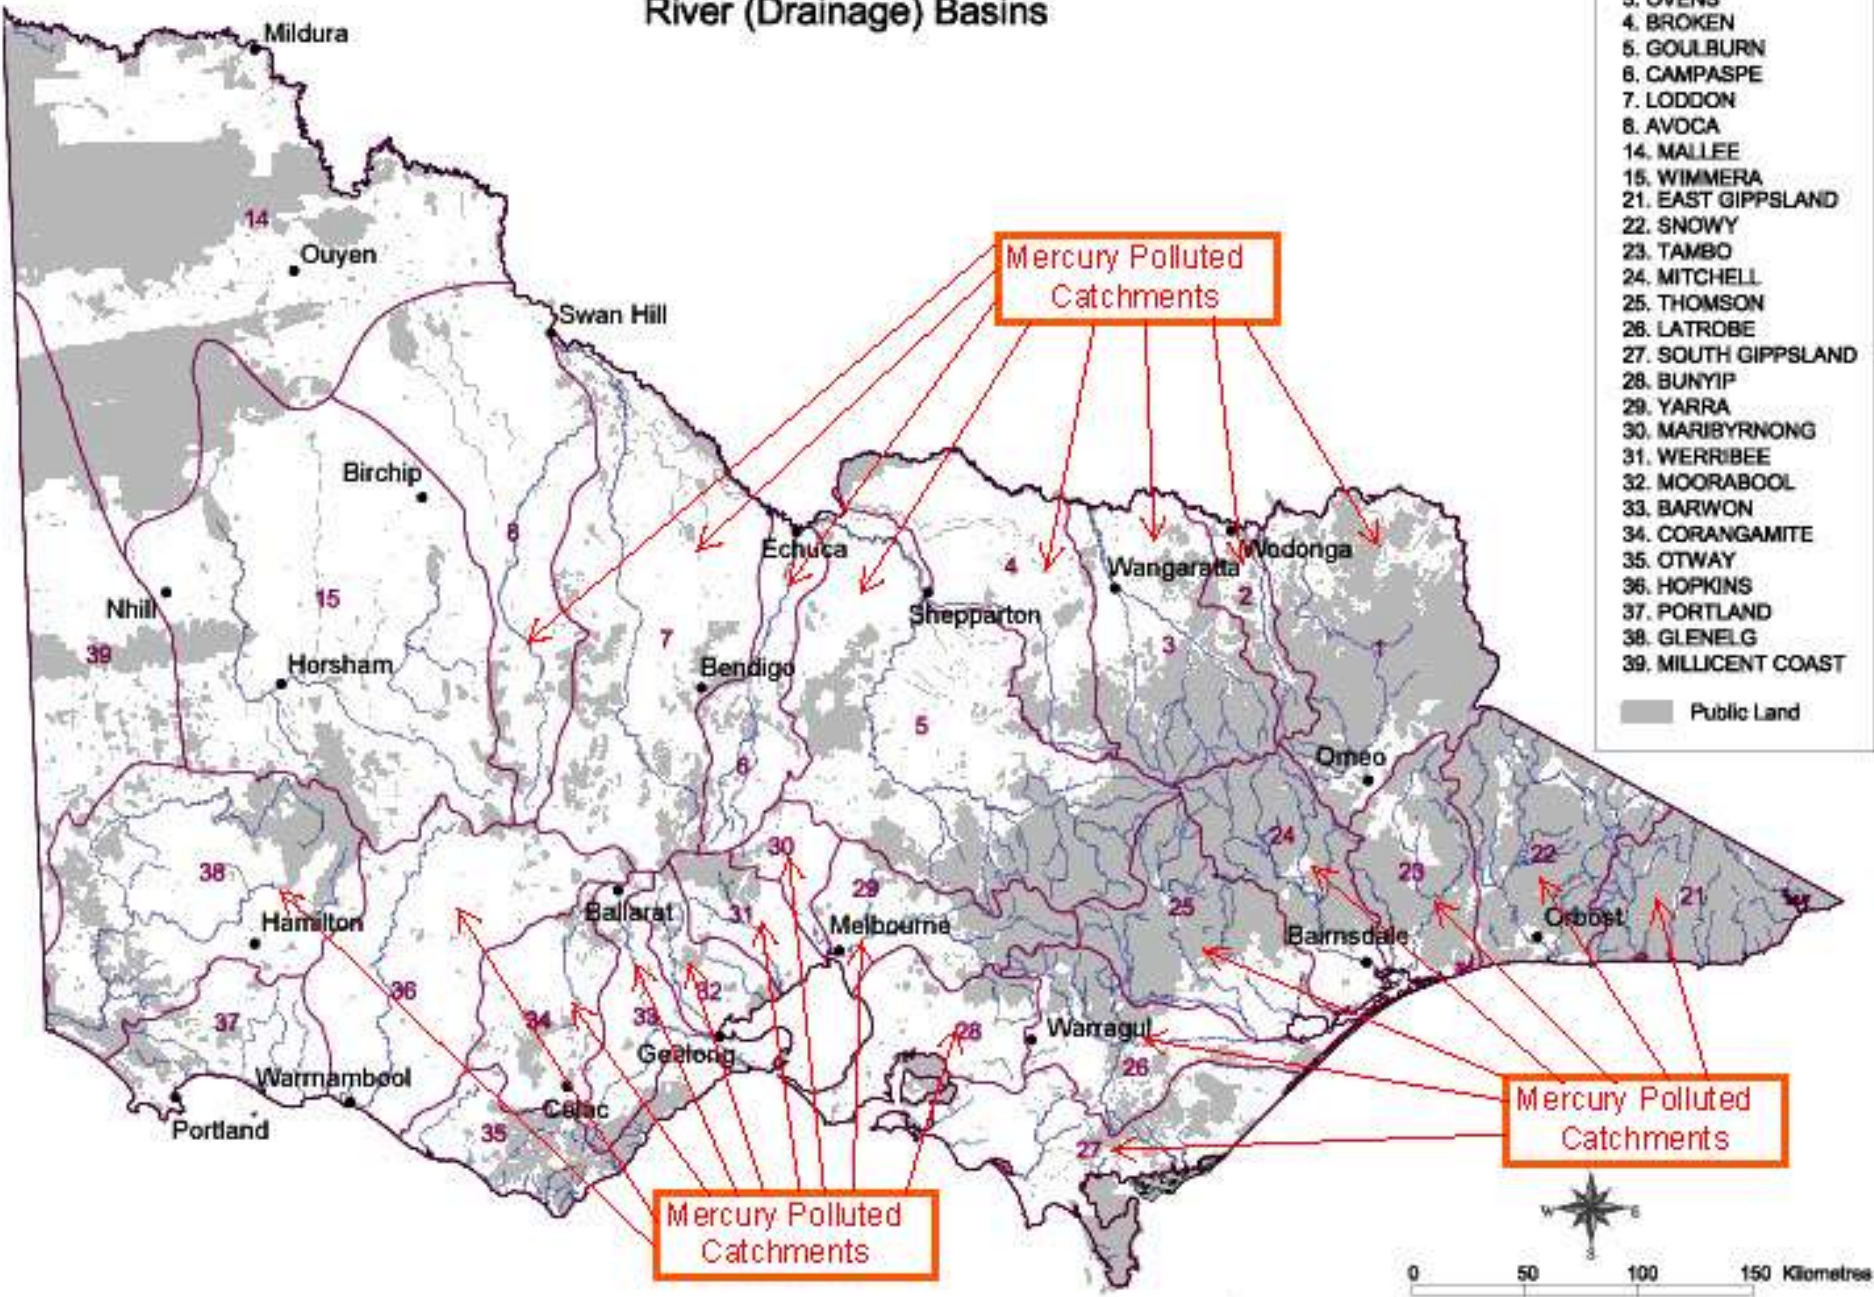 River (Drainage) Basins
3. OVENS
4. BROKEN
5. GOULBURN
6. CAMPASPE
7. LODDON
8. AVOCA
14. MALLEE
15. WIMMERA
21. EAST GIPPSLAND
22. SNOWY
23. TAMBO
24. MITCHELL
25. THOMSON
26. LATROBE
27. SOUTH GIPPSLAND
28. BUNYIP
29. YARRA
30. MARIBYRNONG
31. WERRIBEE
32. MOORABOOL
33. BARWON
34. CORANGAMITE
35. OTWAY
36. HOPKINS
37. PORTLAND
38. GLENELG
39. MILLICENT COAST
Public Land
Mildura
14
Ouyen
Mercury Polluted
Catchments
Swan Hill
Birchip
8
Echuca
4
Wangaratta
Wodonga
Nhill
15
Shepparton
2
39
Horsham
7
Bendigo
3
1
5
6
Omeo
38
30
29
24
23
22
21
Hamilton
Ballarat
31
Melbourne
25
Bairnsdale
Orbost
36
32
37
34
33
Geelong
28
Warragul
26
Warrnambool
Colac
Portland
35
27
Mercury Polluted
Catchments
Mercury Polluted
Catchments
W
E
S
0 50 100 150 Kilometres